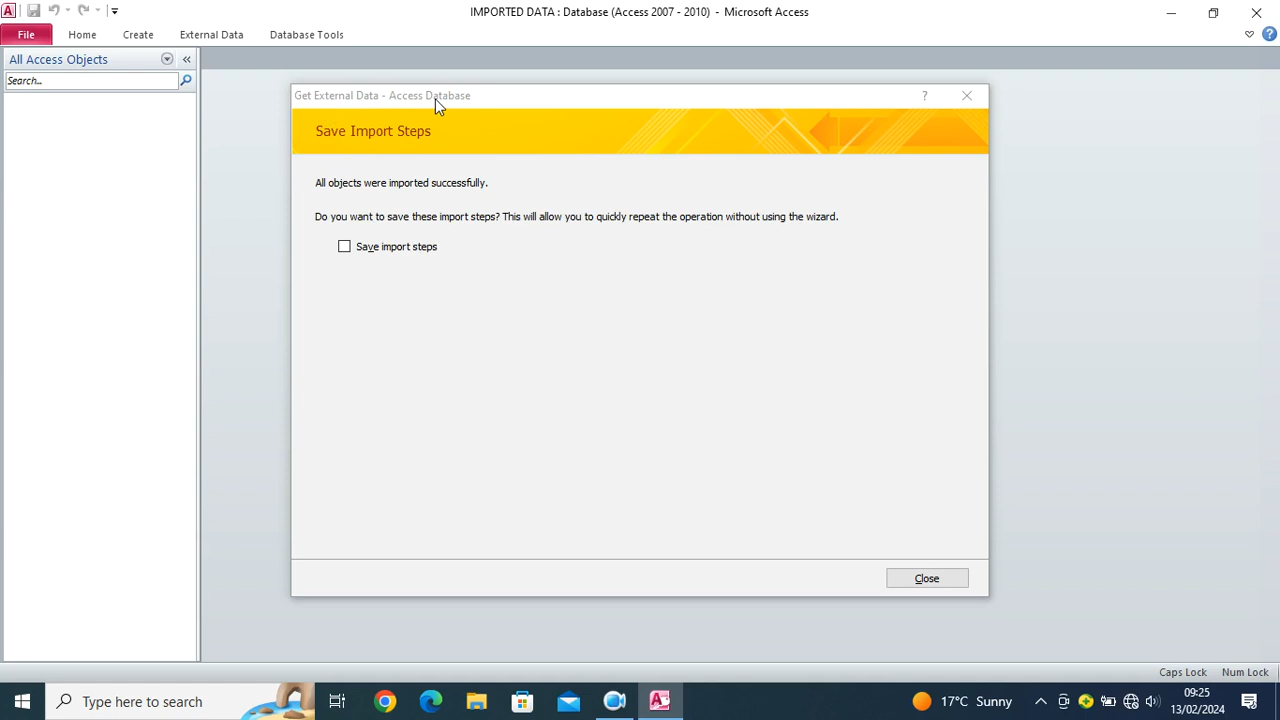 IMPORTED DATA : Database (Access 2007 - 2010) - Microsoft Access
File Home Create External Data Database Tools
All Access Objects
Search...
Get External Data - Access Database
Save Import Steps
All objects were imported successfully.
Do you want to save these import steps? This will allow you to quickly repeat the operation without using the wizard.
Save import steps
Close
Caps Lock Num Lock
Type here to search
17°C Sunny
09:25
13/02/2024